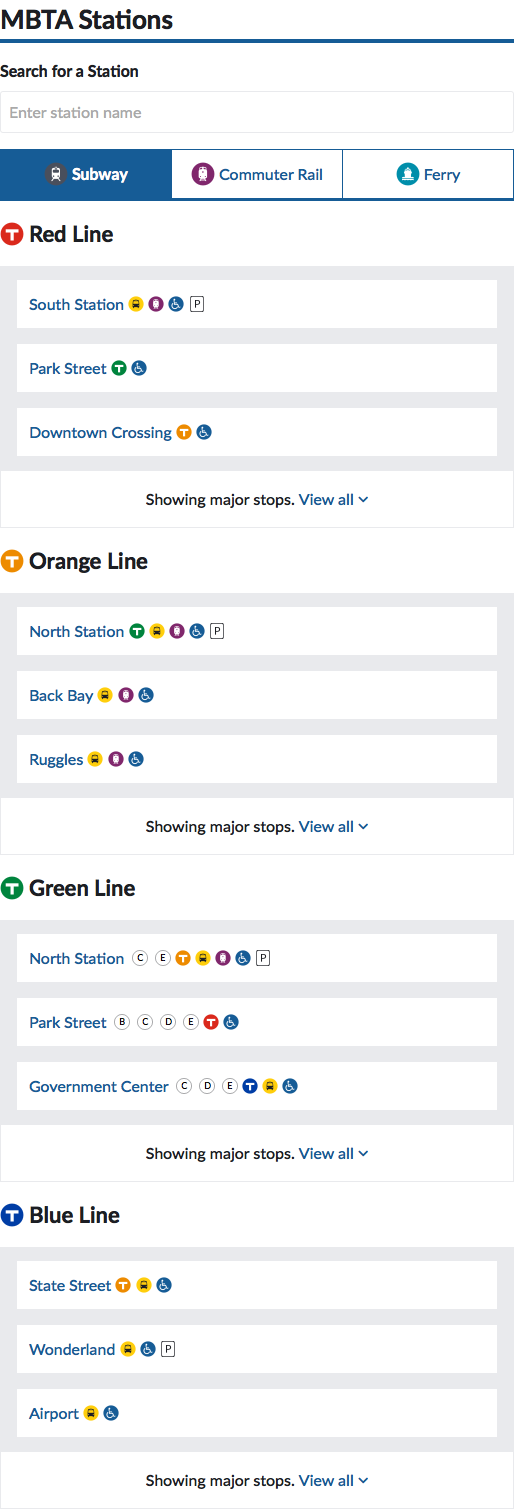 MBTA Stations
Search for a Station
Enter station name
Subway Commuter Rail Ferry
T Red Line
South Station P
Park Street T
Downtown Crossing T
Showing major stops. View all
T Orange Line
North Station T P
Back Bay
Ruggles
Showing major stops. View all
T Green Line
North Station C E T P
Park Street B C D E T
Government Center C D E T
Showing major stops. View all
T Blue Line
State Street T
Wonderland P
Airport
Showing major stops. View all